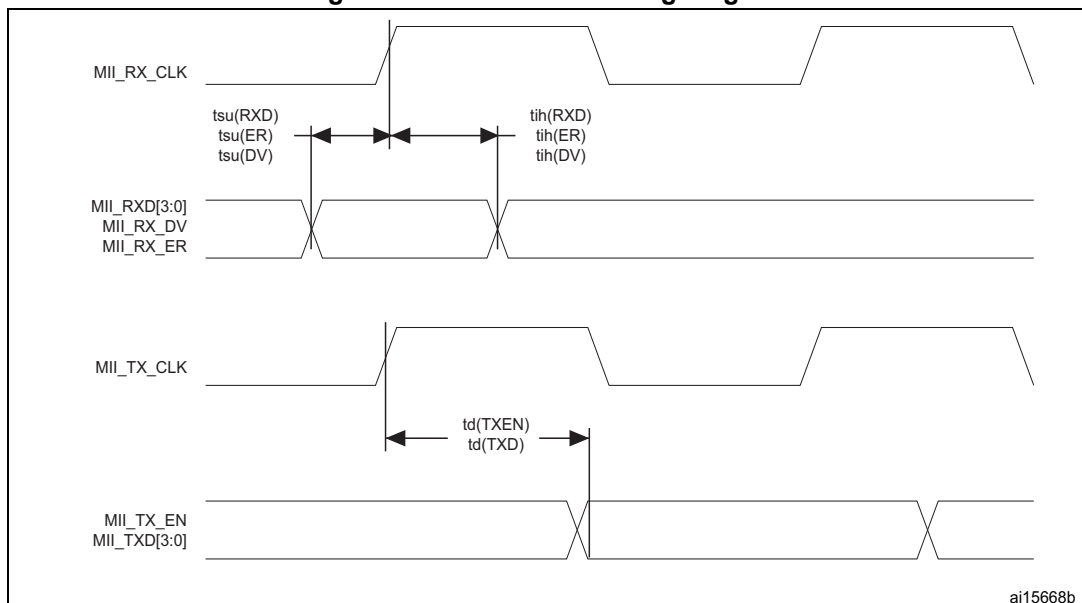 MII_RX_CLK
tsu(RXD)
tsu(ER)
tsu(DV)
tih(RXD)
tih(ER)
tih(DV)
MII_RXD[3:0]
MII_RX_DV
MII_RX_ER
MII_TX_CLK
td(TXEN)
td(TXD)
MII_TX_EN
MII_TXD[3:0]
ai15668b